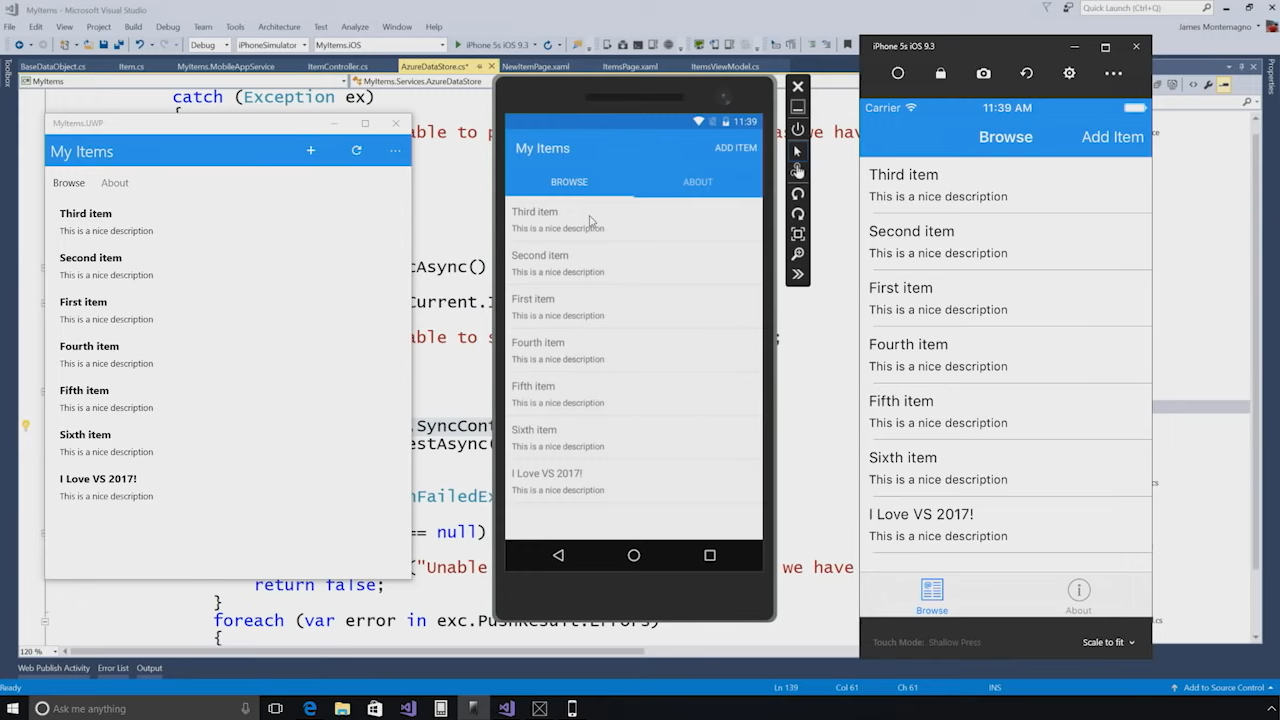 MyItems - Microsoft Visual Studio
Quick Launch (Ctrl+Q)
File Edit View Project Build Debug Team Tools Architecture Test Analyze Window Help
James Montemagno
Debug iPhoneSimulator MyItems.iOS iPhone 5s iOS 9.3
BaseDataObject.cs Item.cs MyItems.MobileAppService ItemController.cs AzureDataStore.cs* NewItemPage.xaml ItemsPage.xaml ItemsViewModel.cs
MyItems MyItems.Services.AzureDataStore
Toolbox
Properties
catch (Exception ex)
cAsync()
Current.I
able to s
.SyncCon
estAsync(
nFailedEx
== null)
("Unable
we have
return false;
}
foreach (var error in exc.PushResult.Errors)
{
MyItems.UWP
My Items
Browse About
Third item
This is a nice description
Second item
This is a nice description
First item
This is a nice description
Fourth item
This is a nice description
Fifth item
This is a nice description
Sixth item
This is a nice description
I Love VS 2017!
This is a nice description
11:39
My Items ADD ITEM
BROWSE ABOUT
Third item
This is a nice description
Second item
This is a nice description
First item
This is a nice description
Fourth item
This is a nice description
Fifth item
This is a nice description
Sixth item
This is a nice description
I Love VS 2017!
This is a nice description
iPhone 5s iOS 9.3
Carrier 11:39 AM
Browse Add Item
Third item
This is a nice description
Second item
This is a nice description
First item
This is a nice description
Fourth item
This is a nice description
Fifth item
This is a nice description
Sixth item
This is a nice description
I Love VS 2017!
This is a nice description
Browse About
Touch Mode: Shallow Press Scale to fit
120 %
Web Publish Activity Error List Output
Ready Ln 139 Col 61 Ch 61 INS Add to Source Control
Ask me anything